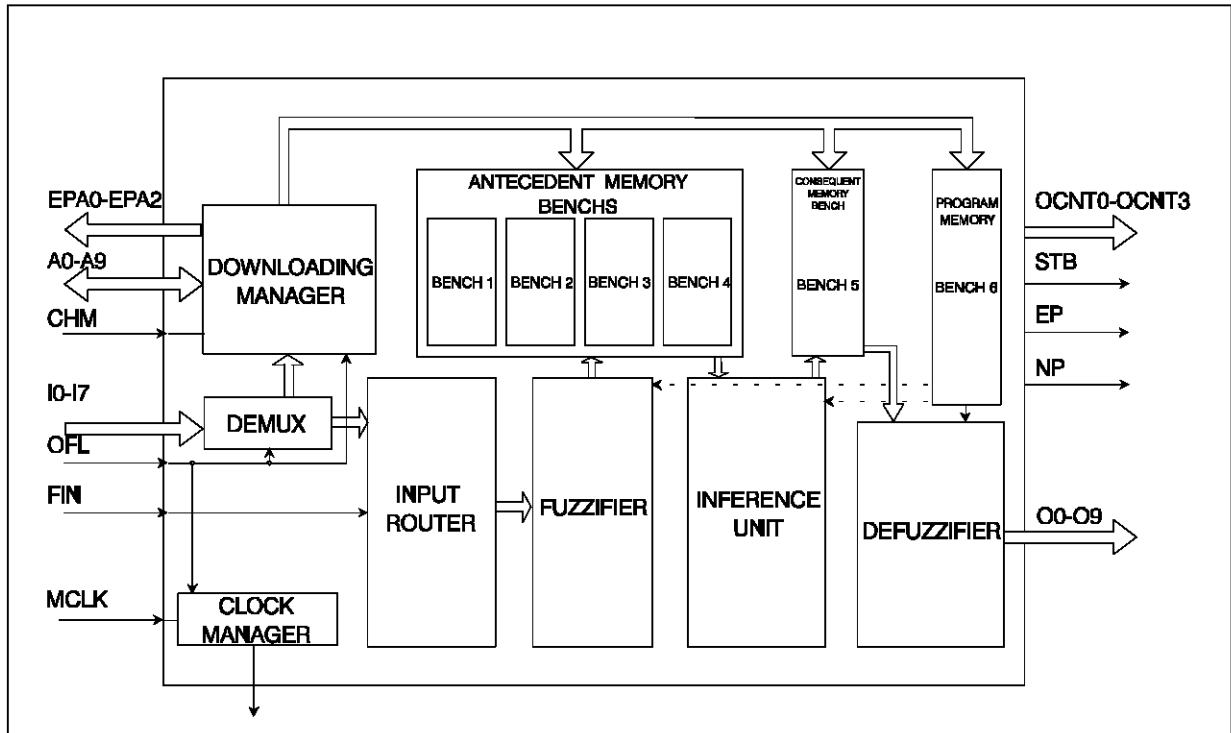 EPA0-EPA2
A0-A9
CHM
I0-I7
OFL
FINI
MCLK
DOWNLOADING
MANAGER
DEMUX
CLOCK
MANAGER
INPUT
ROUTER
ANTECEDENT MEMORY
BENCHS
BENCH 1
BENCH 2
BENCH 3
BENCH 4
FUZZIFIER
INFERENCE
UNIT
CONSEQUENT
MEMORY
BENCH
BENCH 5
PROGRAM
MEMORY
BENCH 6
DEFUZZIFIER
OCNT0-OCNT3
STB
EP
NP
O0-O9